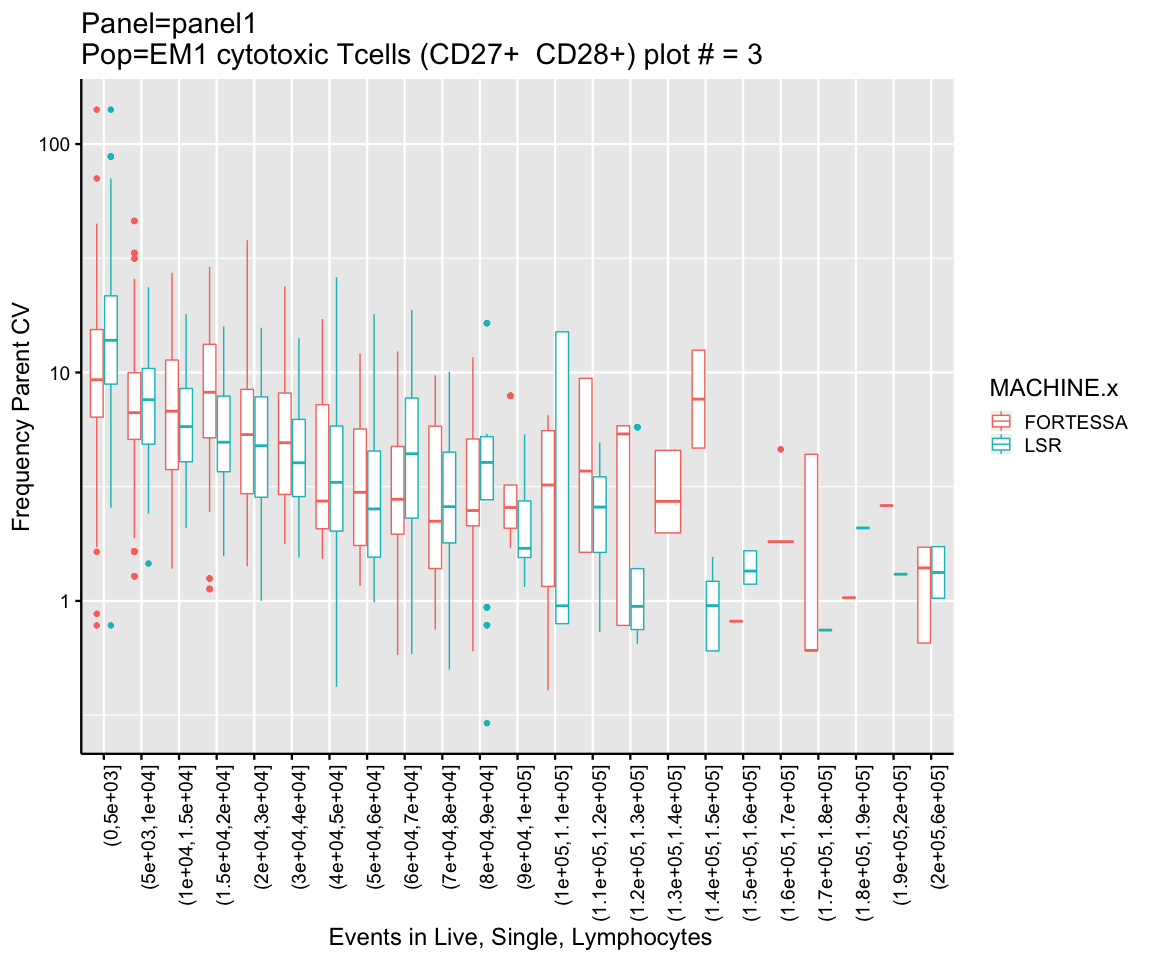 Panel=panel1
Pop=EM1 cytotoxic Tcells (CD27+  CD28+) plot # = 3
Frequency Parent CV
100
10
1
(0,5e+03]
(5e+03,1e+04]
(1e+04,1.5e+04]
(1.5e+04,2e+04]
(2e+04,3e+04]
(3e+04,4e+04]
(4e+04,5e+04]
(5e+04,6e+04]
(6e+04,7e+04]
(7e+04,8e+04]
(8e+04,9e+04]
(9e+04,1e+05]
(1e+05,1.1e+05]
(1.1e+05,1.2e+05]
(1.2e+05,1.3e+05]
(1.3e+05,1.4e+05]
(1.4e+05,1.5e+05]
(1.5e+05,1.6e+05]
(1.6e+05,1.7e+05]
(1.7e+05,1.8e+05]
(1.8e+05,1.9e+05]
(1.9e+05,2e+05]
(2e+05,6e+05]
Events in Live, Single, Lymphocytes
MACHINE.x
FORTESSA
LSR